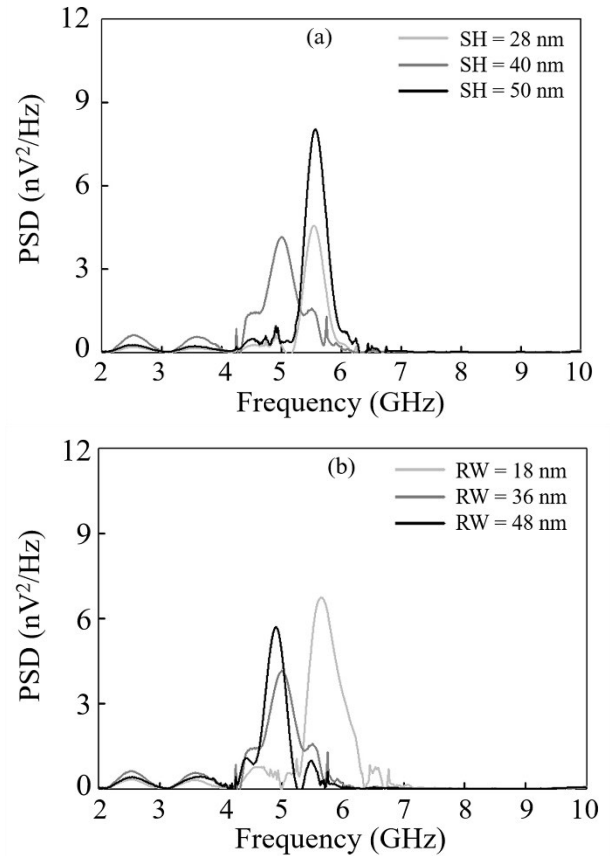 12
(a)
SH = 28 nm
SH = 40 nm
SH = 50 nm
9
6
3
0
PSD (nV²/Hz)
2 3 4 5 6 7 8 9 10
Frequency (GHz)
12
(b)
RW = 18 nm
RW = 36 nm
RW = 48 nm
9
6
3
0
PSD (nV²/Hz)
2 3 4 5 6 7 8 9 10
Frequency (GHz)